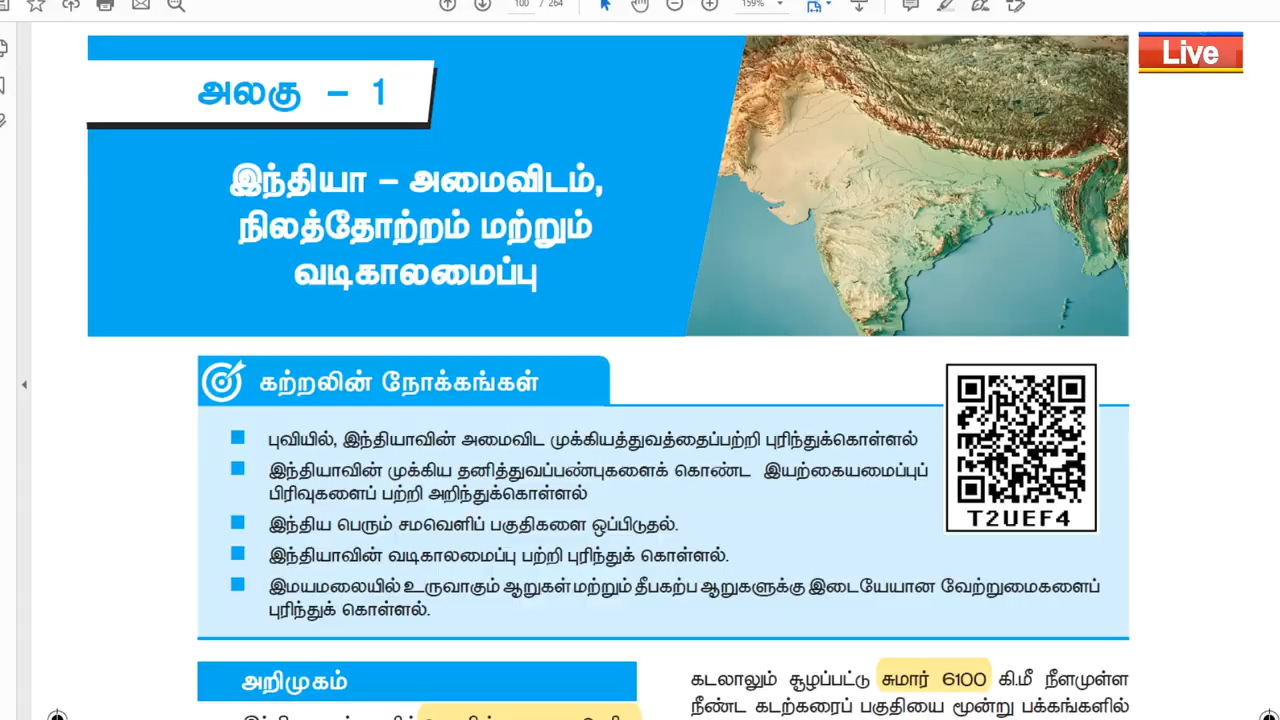 100 / 264
159%
Live
அலகு – 1
இந்தியா – அமைவிடம்,
நிலத்தோற்றம் மற்றும்
வடிகாலமைப்பு
கற்றலின் நோக்கங்கள்
புவியில், இந்தியாவின் அமைவிட முக்கியத்துவத்தைப்பற்றி புரிந்துக்கொள்ளல்
இந்தியாவின் முக்கிய தனித்துவப்பண்புகளைக் கொண்ட இயற்கையமைப்புப்
பிரிவுகளைப் பற்றி அறிந்துக்கொள்ளல்
இந்திய பெரும் சமவெளிப் பகுதிகளை ஒப்பிடுதல்.
இந்தியாவின் வடிகாலமைப்பு பற்றி புரிந்துக் கொள்ளல்.
இமயமலையில் உருவாகும் ஆறுகள் மற்றும் தீபகற்ப ஆறுகளுக்கு இடையேயான வேற்றுமைகளைப்
புரிந்துக் கொள்ளல்.
T2UEF4
அறிமுகம்
கடலாலும் சூழப்பட்டு சுமார் 6100 கி.மீ நீளமுள்ள
நீண்ட கடற்கரைப் பகுதியை மூன்று பக்கங்களில்